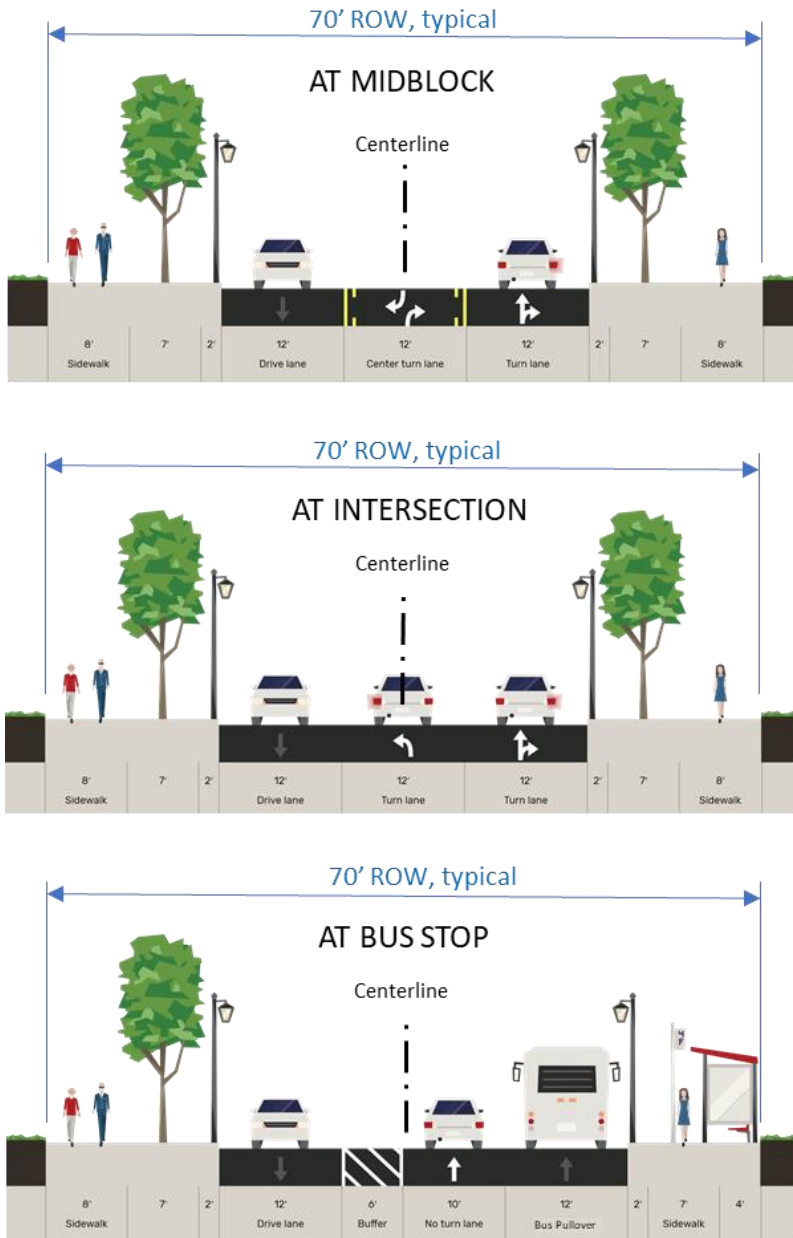 70' ROW, typical
AT MIDBLOCK
Centerline
8' 7' 2' 12' 12' 12' 2' 7' 8'
Sidewalk Drive lane Center turn lane Turn lane Sidewalk
70' ROW, typical
AT INTERSECTION
Centerline
8' 7' 2' 12' 12' 12' 2' 7' 8'
Sidewalk Drive lane Turn lane Turn lane Sidewalk
70' ROW, typical
AT BUS STOP
Centerline
8' 7' 2' 12' 6' 10' 12' 2' 7' 4'
Sidewalk Drive lane Buffer No turn lane Bus Pullover Sidewalk